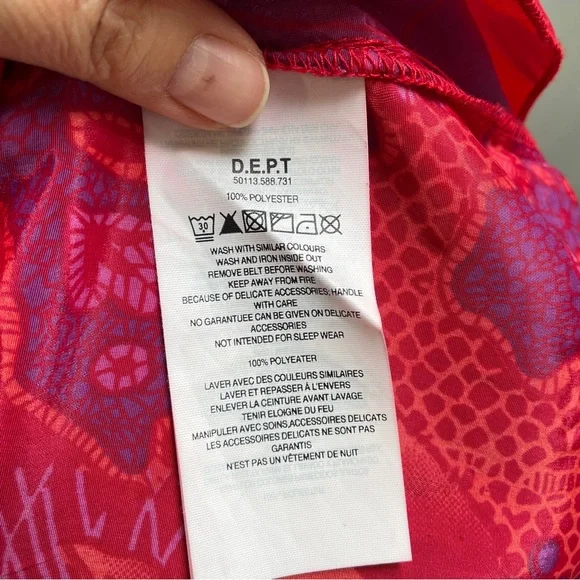 D.E.P.T
50113.588.731
100% POLYESTER
30
WASH WITH SIMILAR COLOURS
WASH AND IRON INSIDE OUT
REMOVE BELT BEFORE WASHING
KEEP AWAY FROM FIRE
BECAUSE OF DELICATE ACCESSORIES; HANDLE
WITH CARE
NO GARANTUEE CAN BE GIVEN ON DELICATE
ACCESSORIES
NOT INTENDED FOR SLEEP WEAR
100% POLYEATER
LAVER AVEC DES COULEURS SIMILAIRES
LAVER ET REPASSER À L'ENVERS
ENLEVER LA CEINTURE AVANT LAVAGE
TENIR ELOIGNE DU FEU
MANIPULER AVEC SOINS, ACCESSOIRES DELICATS
LES ACCESSOIRES DELICATS NE SONT PAS
GARANTIS
N'EST PAS UN VÊTEMENT DE NUIT